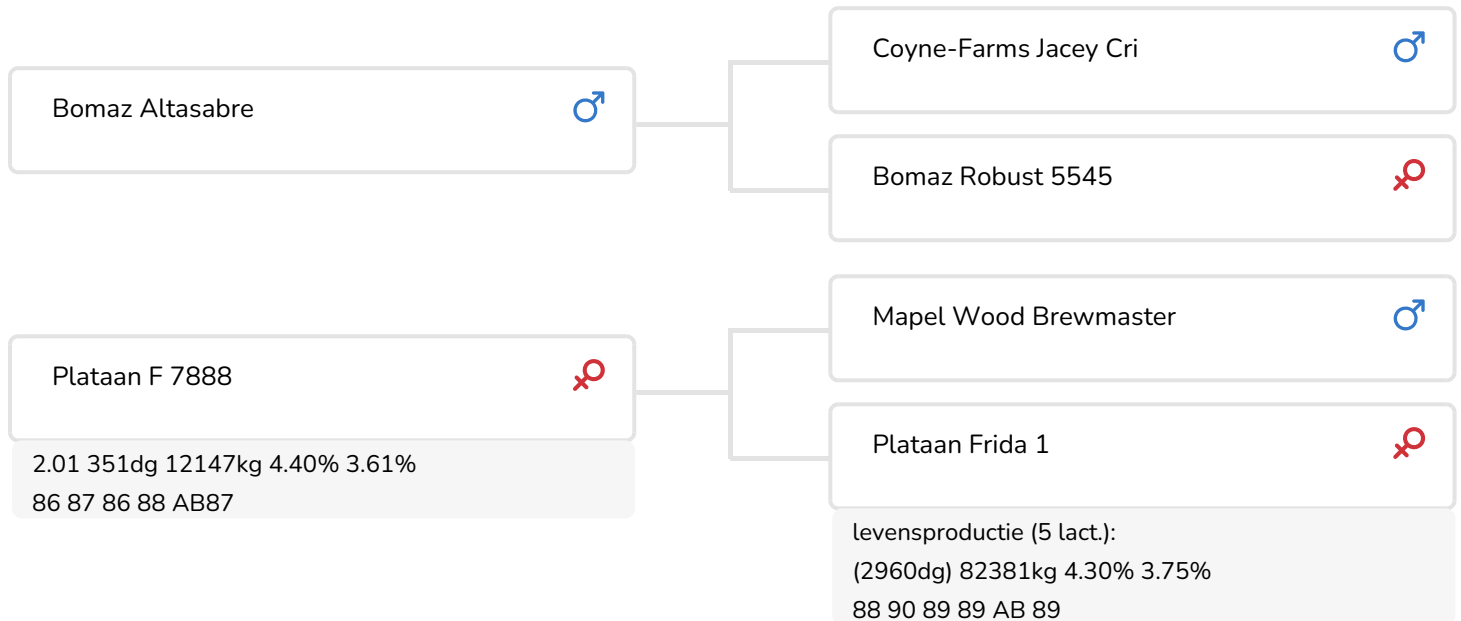 Coyne-Farms Jacey Cri
Bomaz Altasabre
Bomaz Robust 5545
Mapel Wood Brewmaster
Plataan F 7888
2.01 351dg 12147kg 4.40% 3.61%
86 87 86 88 AB87
Plataan Frida 1
levensproductie (5 lact.):
(2960dg) 82381kg 4.30% 3.75%
88 90 89 89 AB 89